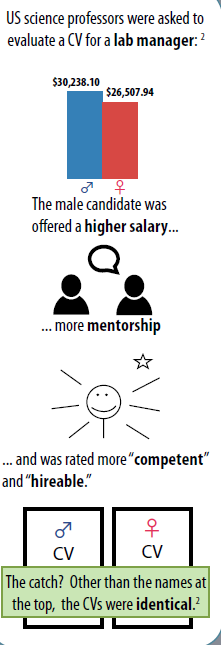 US science professors were asked to
evaluate a CV for a lab manager: 2
$30,238.10
$26,507.94
♂ ♀
The male candidate was
offered a higher salary...
... more mentorship
... and was rated more “competent”
and “hireable.”
♂ ♀
CV CV
The catch? Other than the names at
the top, the CVs were identical.2